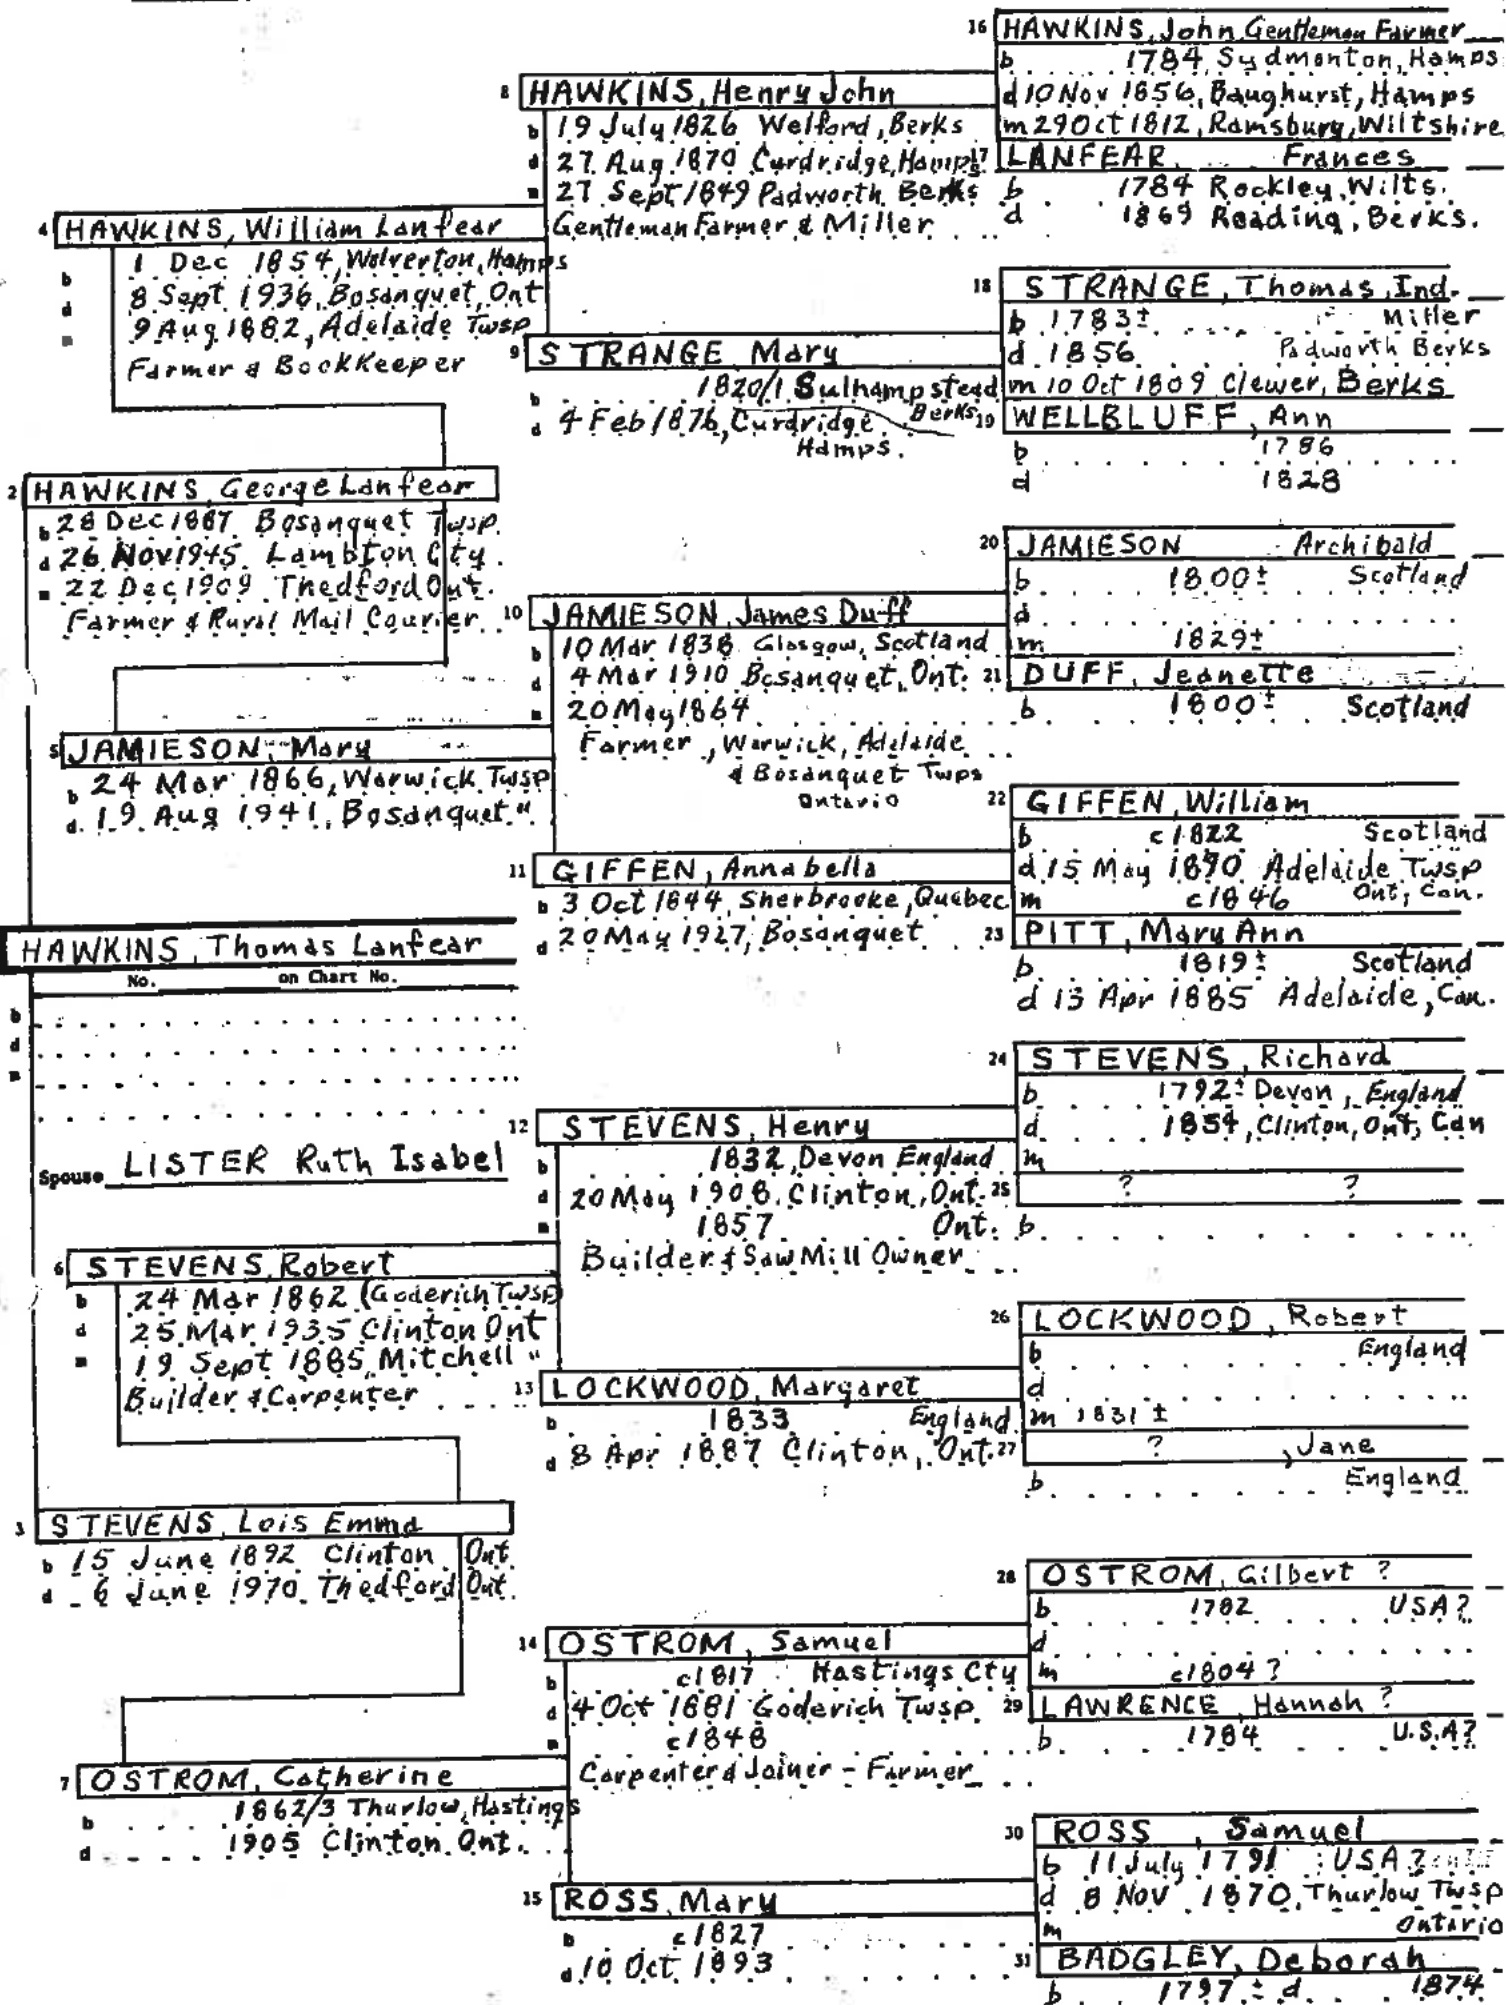 16 HAWKINS, John Gentleman Farmer
b 1784, Sydmonton, Hamps
d 10 Nov 1856, Baughurst, Hamps
m 29 Oct 1812, Ramsbury, Wiltshire
17 LANFEAR, Frances
b 1784 Rockley, Wilts.
d 1869 Reading, Berks.
8 HAWKINS, Henry John
b 19 July 1826 Welford, Berks
d 27 Aug 1870 Curdridge, Hamps
m 27 Sept 1849 Padworth Berks
Gentleman Farmer & Miller
4 HAWKINS, William Lanfear
b 1 Dec 1854, Wolverton, Hamps
d 8 Sept 1936, Bosanquet, Ont
m 9 Aug 1882, Adelaide Twsp
Farmer & BookKeeper
18 STRANGE, Thomas, Ind.
Miller
b 1783±
d 1856 Padworth Berks
m 10 Oct 1809 Clewer, Berks
19 WELLBLUFF, Ann
b 1786
d 1828
9 STRANGE Mary
b 1820/1 Sulhampstead Berks
d 4 Feb 1876, Curdridge Hamps.
2 HAWKINS, George Lanfear
b 28 Dec 1887 Bosanquet Twsp.
d 26 Nov 1945 Lambton Cty.
m 22 Dec 1909 Thedford Ont.
Farmer & Rural Mail Courier
20 JAMIESON Archibald
b 1800± Scotland
d
m 1829±
21 DUFF, Jeanette
b 1800± Scotland
10 JAMIESON, James Duff
b 10 Mar 1838 Glasgow, Scotland
d 4 Mar 1910 Bosanquet, Ont.
m 20 May 1864
Farmer, Warwick, Adelaide
& Bosanquet Twps
Ontario
5 JAMIESON, Mary
b 24 Mar 1866, Warwick Twsp
d 19 Aug 1941, Bosanquet "
22 GIFFEN, William
b c1822 Scotland
d 15 May 1890 Adelaide Twsp
Ont, Can.
m c1846
23 PITT, Mary Ann
b 1819± Scotland
d 13 Apr 1885 Adelaide, Can.
11 GIFFEN, Annabella
b 3 Oct 1844, Sherbrooke, Quebec
d 20 May 1927, Bosanquet
HAWKINS, Thomas Lanfear
No. on Chart No.
b
d
m
Spouse LISTER Ruth Isabel
24 STEVENS, Richard
b 1792± Devon, England
d 1854, Clinton, Ont, Can
m
25 ? ?
b
12 STEVENS, Henry
b 1832, Devon England
d 20 May 1908, Clinton, Ont.
m 1857 Ont.
Builder & Saw Mill Owner
6 STEVENS, Robert
b 24 Mar 1862 (Goderich Twsp)
d 25 Mar 1935 Clinton Ont
m 19 Sept 1885, Mitchell "
Builder & Carpenter
26 LOCKWOOD, Robert
b England
d
m 1831±
27 ?, Jane
b England
13 LOCKWOOD, Margaret
b 1833 England
d 8 Apr 1887 Clinton, Ont.
3 STEVENS, Lois Emma
b 15 June 1892 Clinton Ont.
d 6 June 1970 Thedford Ont.
28 OSTROM, Gilbert ?
b 1782 USA?
d
m c1804?
29 LAWRENCE, Hannah?
b 1784 U.S.A?
14 OSTROM, Samuel
b c1817 Hastings Cty
d 4 Oct 1881 Goderich Twsp.
m c1848
Carpenter & Joiner - Farmer
7 OSTROM, Catherine
b 1862/3 Thurlow, Hastings
d 1905 Clinton Ont.
30 ROSS, Samuel
b 11 July 1791 USA?
d 8 Nov 1870, Thurlow Twsp
Ontario
m
31 BADGLEY, Deborah
b 1797± d. 1874
15 ROSS, Mary
b c1827
d 10 Oct 1893